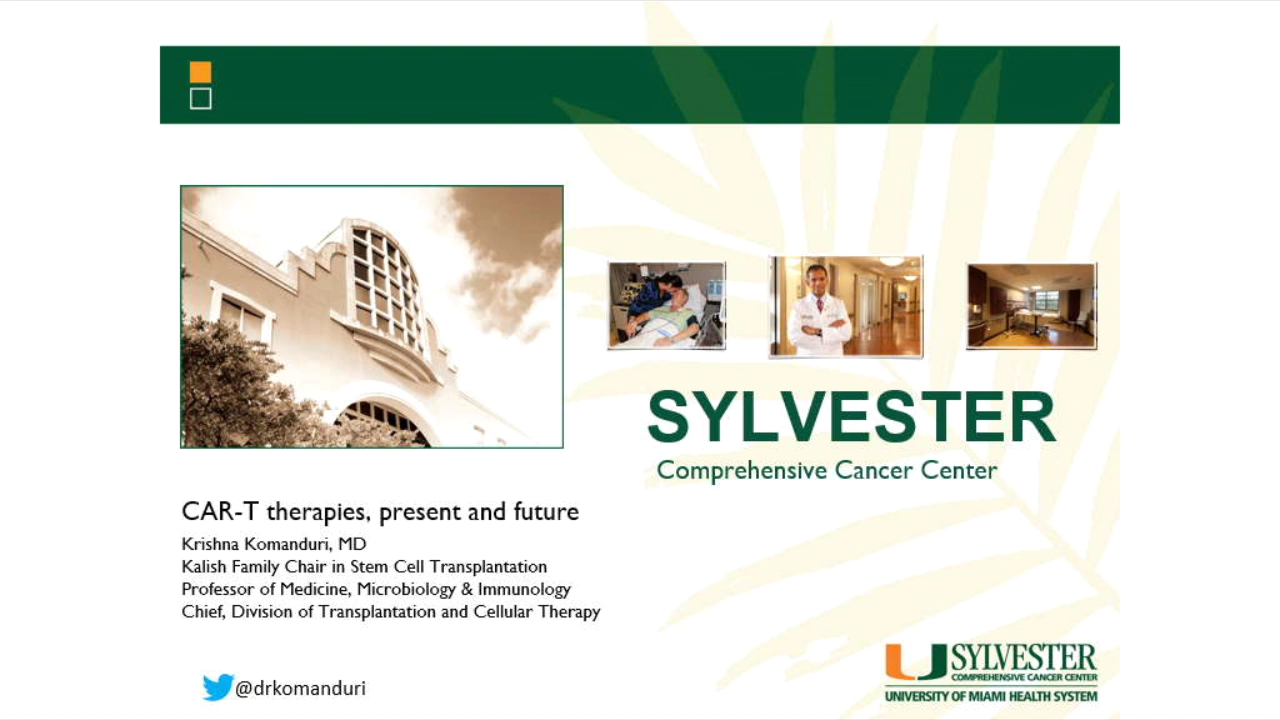 SYLVESTER
Comprehensive Cancer Center
CAR-T therapies, present and future
Krishna Komanduri, MD
Kalish Family Chair in Stem Cell Transplantation
Professor of Medicine, Microbiology & Immunology
Chief, Division of Transplantation and Cellular Therapy
@drkomanduri
SYLVESTER
COMPREHENSIVE CANCER CENTER
UNIVERSITY OF MIAMI HEALTH SYSTEM